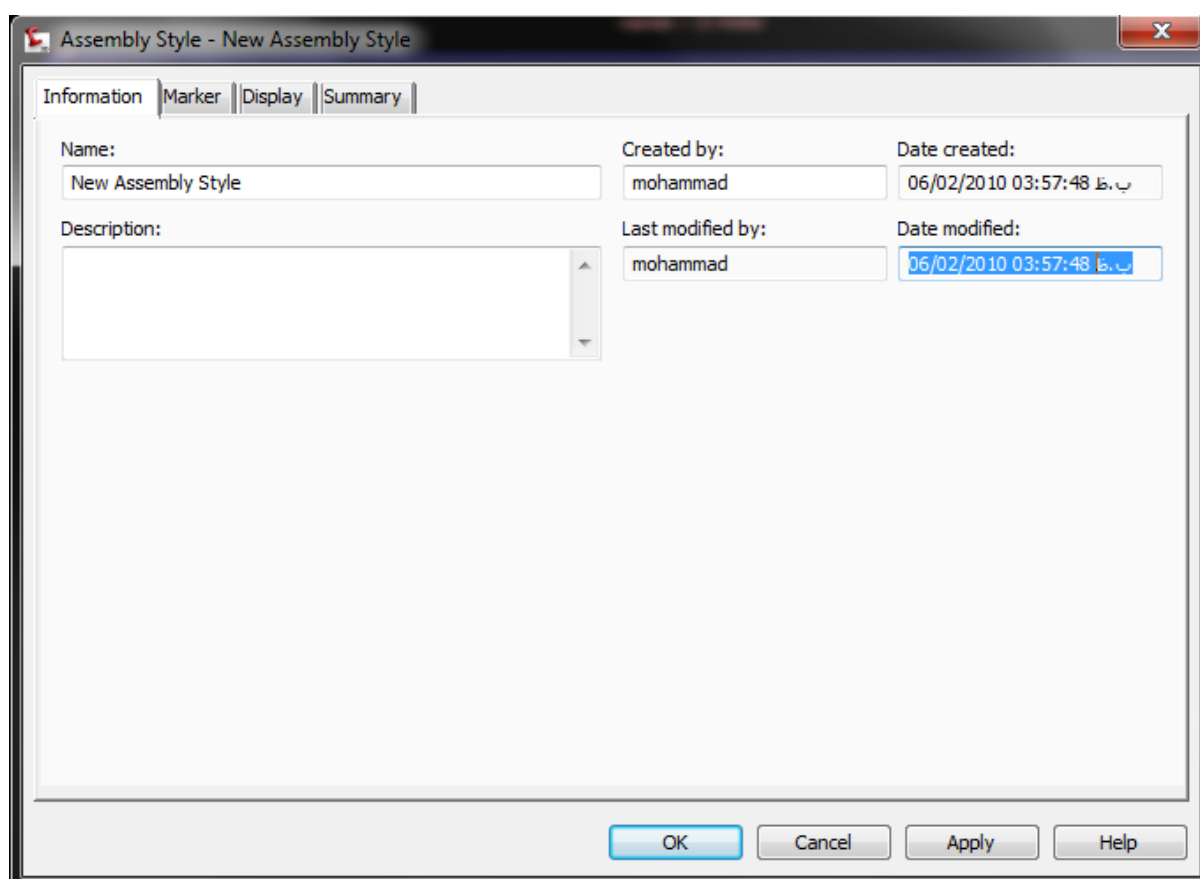 Assembly Style - New Assembly Style
Information Marker Display Summary
Name: Created by: Date created:
New Assembly Style mohammad 06/02/2010 03:57:48 ب.ظ
Description: Last modified by: Date modified:
mohammad 06/02/2010 03:57:48 ب.ظ
OK Cancel Apply Help